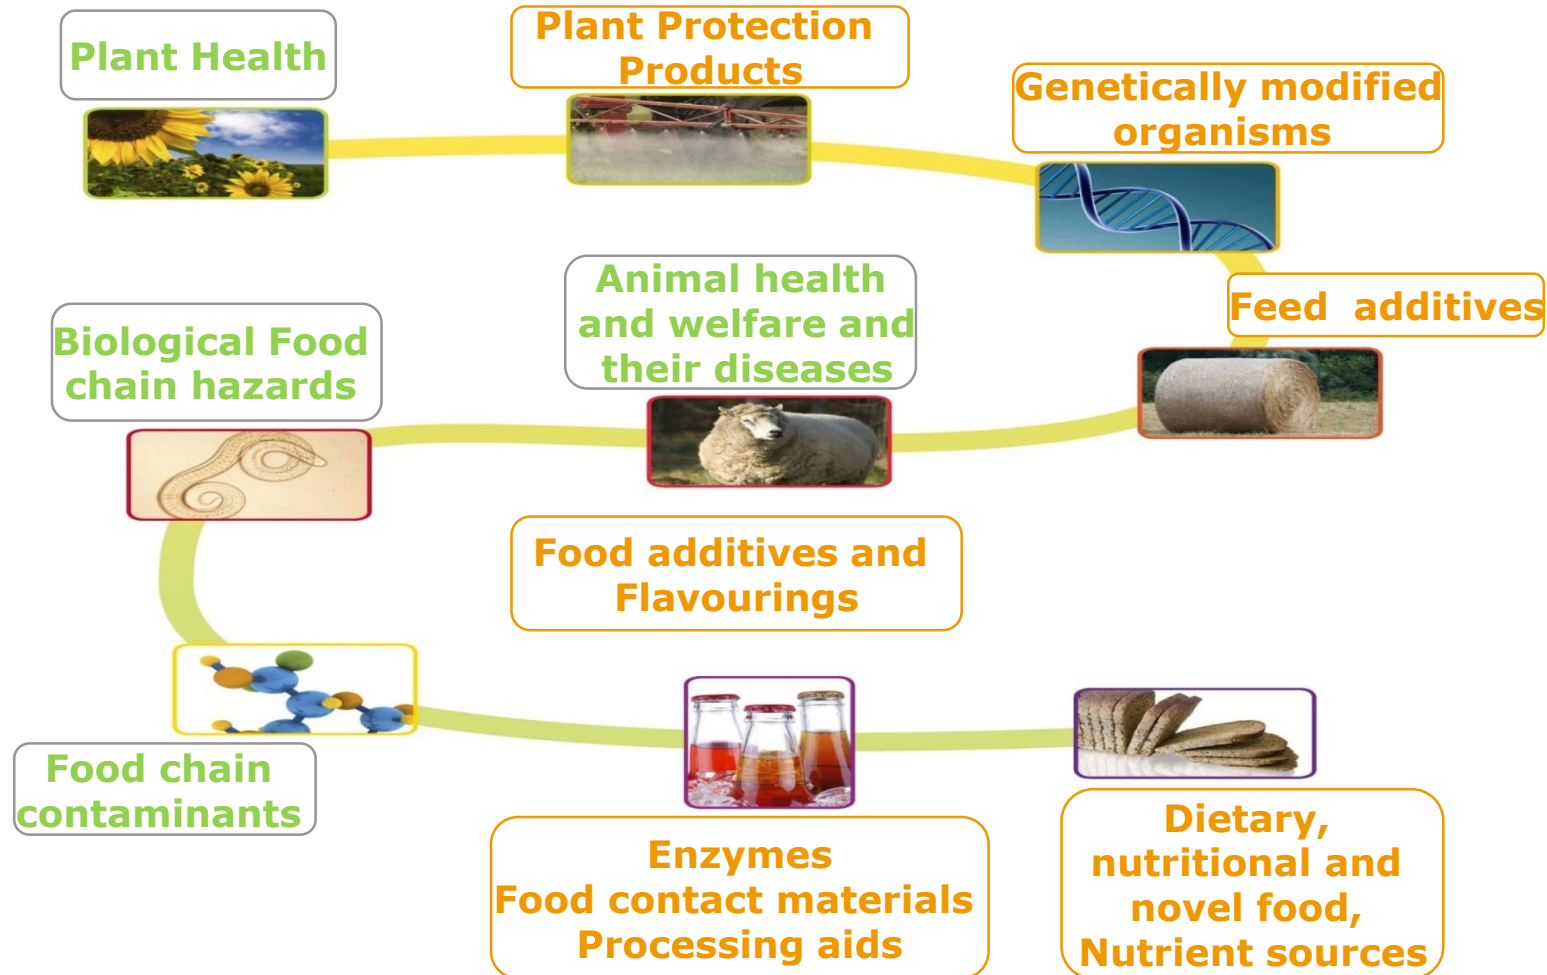 Plant Health
Plant Protection
Products
Genetically modified
organisms
Feed additives
Animal health
and welfare and
their diseases
Biological Food
chain hazards
Food additives and
Flavourings
Food chain
contaminants
Enzymes
Food contact materials
Processing aids
Dietary,
nutritional and
novel food,
Nutrient sources